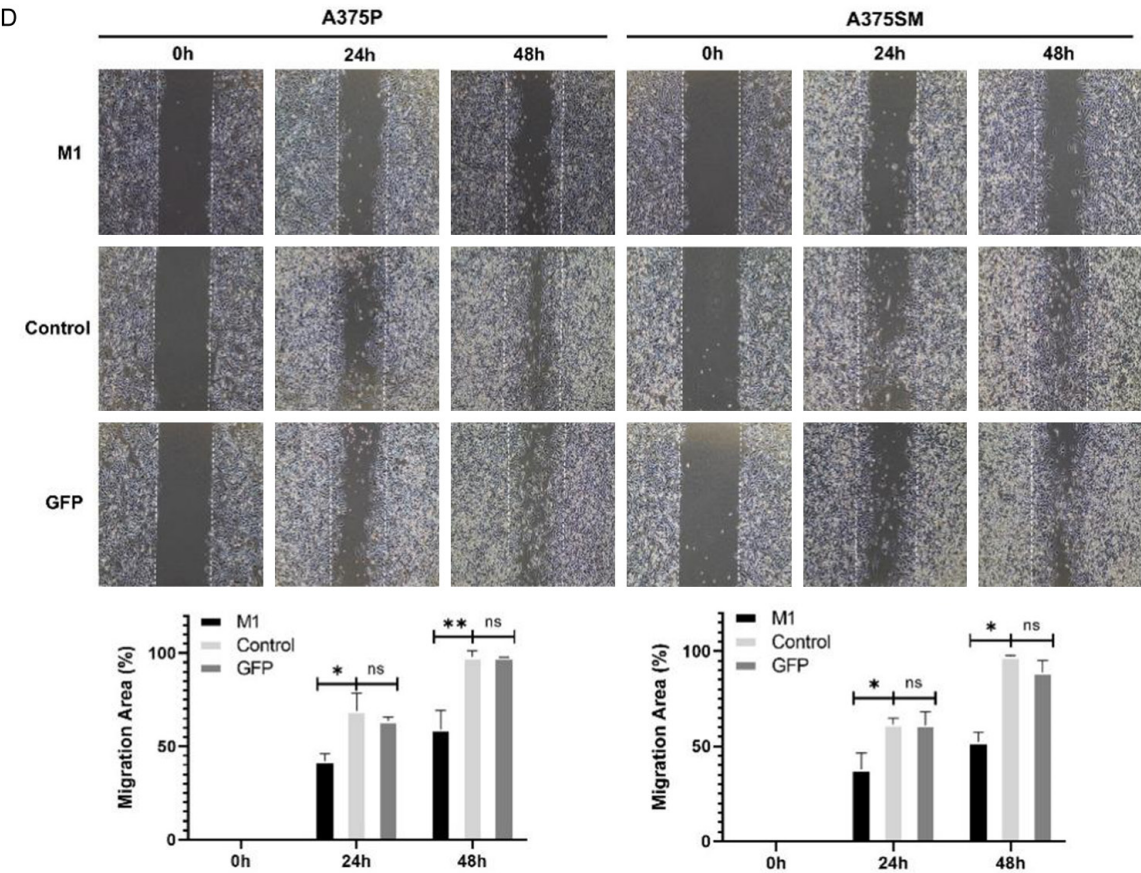 D
A375P A375SM
0h 24h 48h 0h 24h 48h
M1
Control
GFP
M1
Control
GFP
Migration Area (%)
100
50
0
* ns
** ns
0h 24h 48h
M1
Control
GFP
Migration Area (%)
100
50
0
* ns
* ns
0h 24h 48h